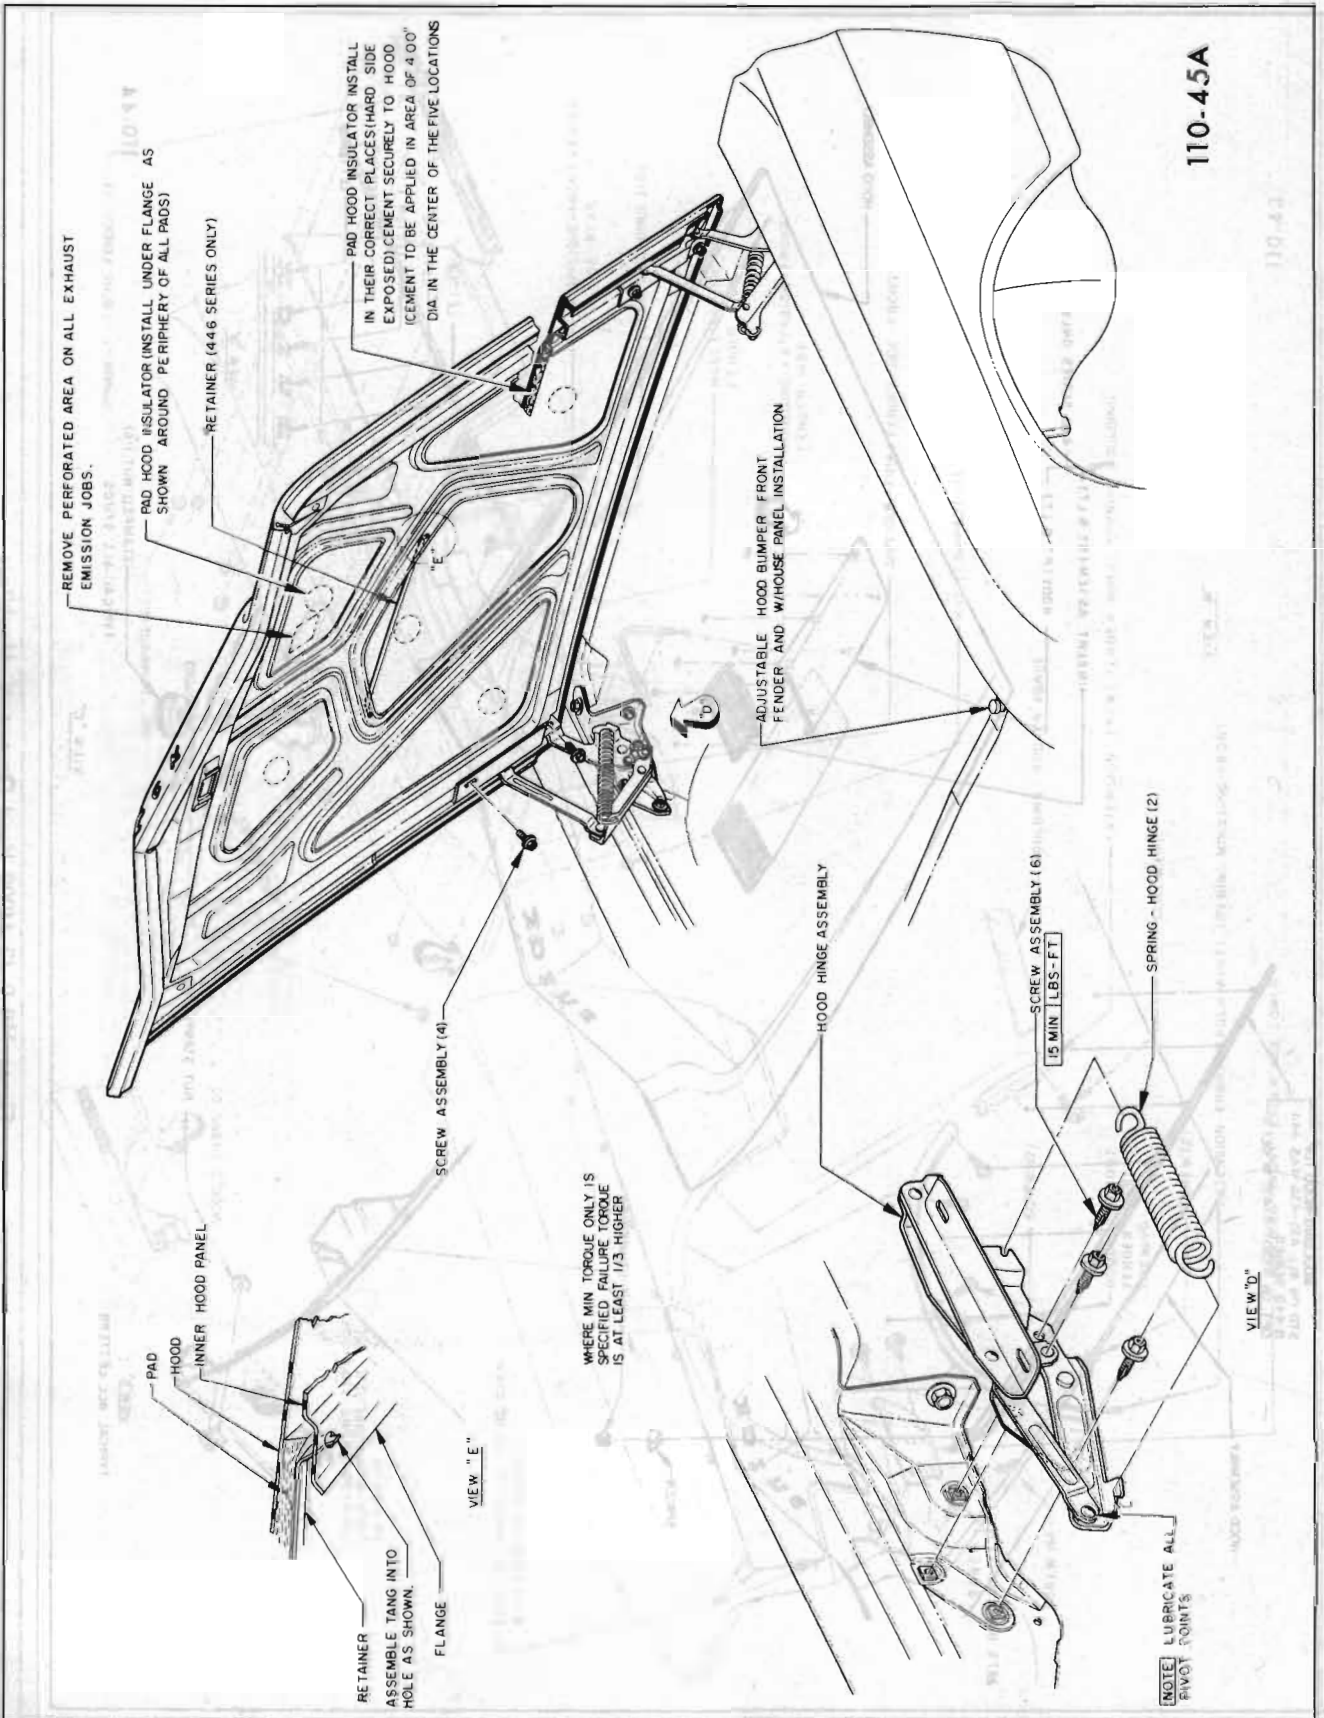 REMOVE PERFORATED AREA ON ALL EXHAUST
EMISSION JOBS.
PAD HOOD INSULATOR (INSTALL UNDER FLANGE AS
SHOWN AROUND PERIPHERY OF ALL PADS)
RETAINER (446 SERIES ONLY)
PAD HOOD INSULATOR INSTALL
IN THEIR CORRECT PLACES (HARD SIDE
EXPOSED) CEMENT SECURELY TO HOOD
(CEMENT TO BE APPLIED IN AREA OF 4.00"
DIA IN THE CENTER OF THE FIVE LOCATIONS
"E"
"D"
PAD
HOOD
INNER HOOD PANEL
RETAINER
ASSEMBLE TANG INTO
HOLE AS SHOWN.
FLANGE
VIEW "E"
SCREW ASSEMBLY (4)
WHERE MIN TORQUE ONLY IS
SPECIFIED FAILURE TORQUE
IS AT LEAST 1/3 HIGHER
ADJUSTABLE HOOD BUMPER FRONT
FENDER AND W/HOUSE PANEL INSTALLATION
HOOD HINGE ASSEMBLY
SCREW ASSEMBLY (6)
15 MIN LBS-FT
SPRING - HOOD HINGE (2)
NOTE LUBRICATE ALL
PIVOT POINTS
VIEW "D"
110-45A